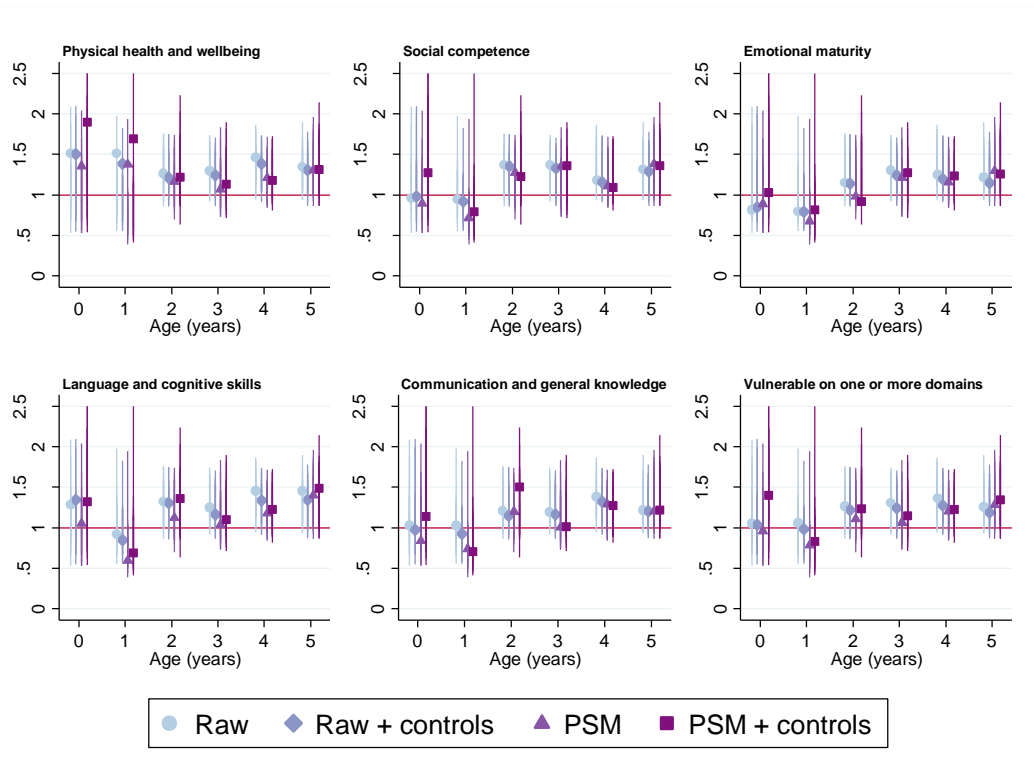 Physical health and wellbeing
2.5
2
1.5
1
.5
0
0 1 2 3 4 5
Age (years)
Social competence
2.5
2
1.5
1
.5
0
0 1 2 3 4 5
Age (years)
Emotional maturity
2.5
2
1.5
1
.5
0
0 1 2 3 4 5
Age (years)
Language and cognitive skills
2.5
2
1.5
1
.5
0
0 1 2 3 4 5
Age (years)
Communication and general knowledge
2.5
2
1.5
1
.5
0
0 1 2 3 4 5
Age (years)
Vulnerable on one or more domains
2.5
2
1.5
1
.5
0
0 1 2 3 4 5
Age (years)
Raw Raw + controls PSM PSM + controls